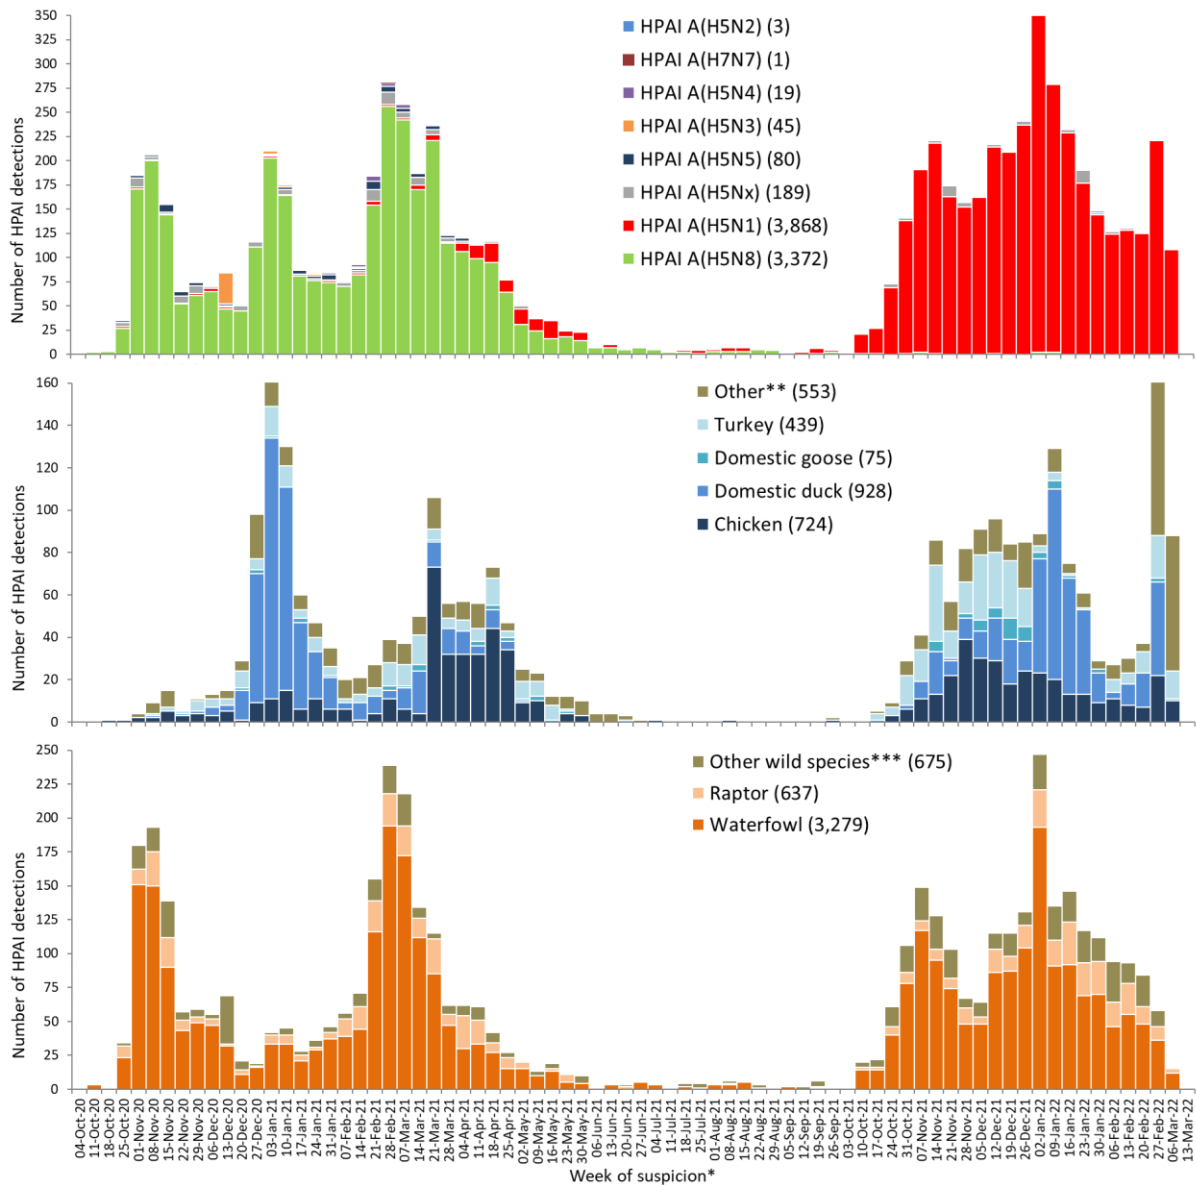 350
325
300
275
250
225
200
175
150
125
100
75
50
25
0
Number of HPAI detections
HPAI A(H5N2) (3)
HPAI A(H7N7) (1)
HPAI A(H5N4) (19)
HPAI A(H5N3) (45)
HPAI A(H5N5) (80)
HPAI A(H5Nx) (189)
HPAI A(H5N1) (3,868)
HPAI A(H5N8) (3,372)
160
140
120
100
80
60
40
20
0
Number of HPAI detections
Other** (553)
Turkey (439)
Domestic goose (75)
Domestic duck (928)
Chicken (724)
250
225
200
175
150
125
100
75
50
25
0
Number of HPAI detections
Other wild species*** (675)
Raptor (637)
Waterfowl (3,279)
04-Oct-20
11-Oct-20
18-Oct-20
25-Oct-20
01-Nov-20
08-Nov-20
15-Nov-20
22-Nov-20
29-Nov-20
06-Dec-20
13-Dec-20
20-Dec-20
27-Dec-20
03-Jan-21
10-Jan-21
17-Jan-21
24-Jan-21
31-Jan-21
07-Feb-21
14-Feb-21
21-Feb-21
28-Feb-21
07-Mar-21
14-Mar-21
21-Mar-21
28-Mar-21
04-Apr-21
11-Apr-21
18-Apr-21
25-Apr-21
02-May-21
09-May-21
16-May-21
23-May-21
30-May-21
06-Jun-21
13-Jun-21
20-Jun-21
27-Jun-21
04-Jul-21
11-Jul-21
18-Jul-21
25-Jul-21
01-Aug-21
08-Aug-21
15-Aug-21
22-Aug-21
29-Aug-21
05-Sep-21
12-Sep-21
19-Sep-21
26-Sep-21
03-Oct-21
10-Oct-21
17-Oct-21
24-Oct-21
31-Oct-21
07-Nov-21
14-Nov-21
21-Nov-21
28-Nov-21
05-Dec-21
12-Dec-21
19-Dec-21
26-Dec-21
02-Jan-22
09-Jan-22
16-Jan-22
23-Jan-22
30-Jan-22
06-Feb-22
13-Feb-22
20-Feb-22
27-Feb-22
06-Mar-22
13-Mar-22
Week of suspicion*